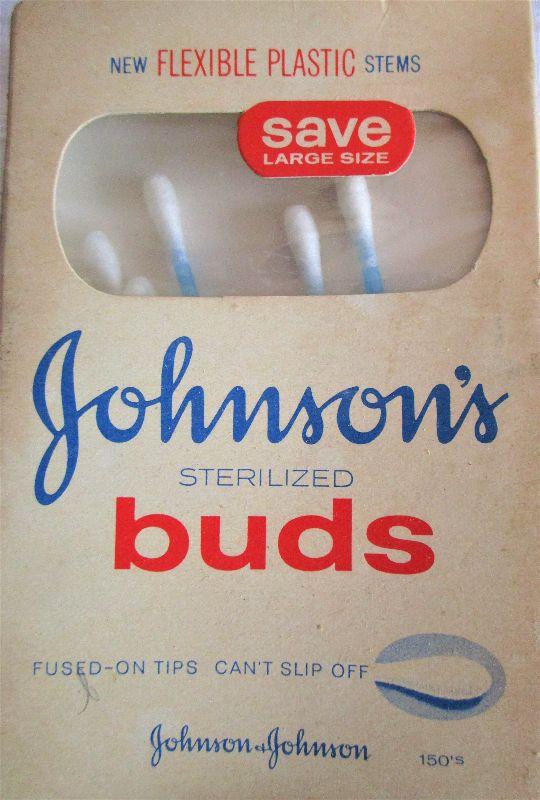 NEW FLEXIBLE PLASTIC STEMS
save
LARGE SIZE
Johnson's
STERILIZED
buds
FUSED-ON TIPS CAN'T SLIP OFF
Johnson & Johnson
150's